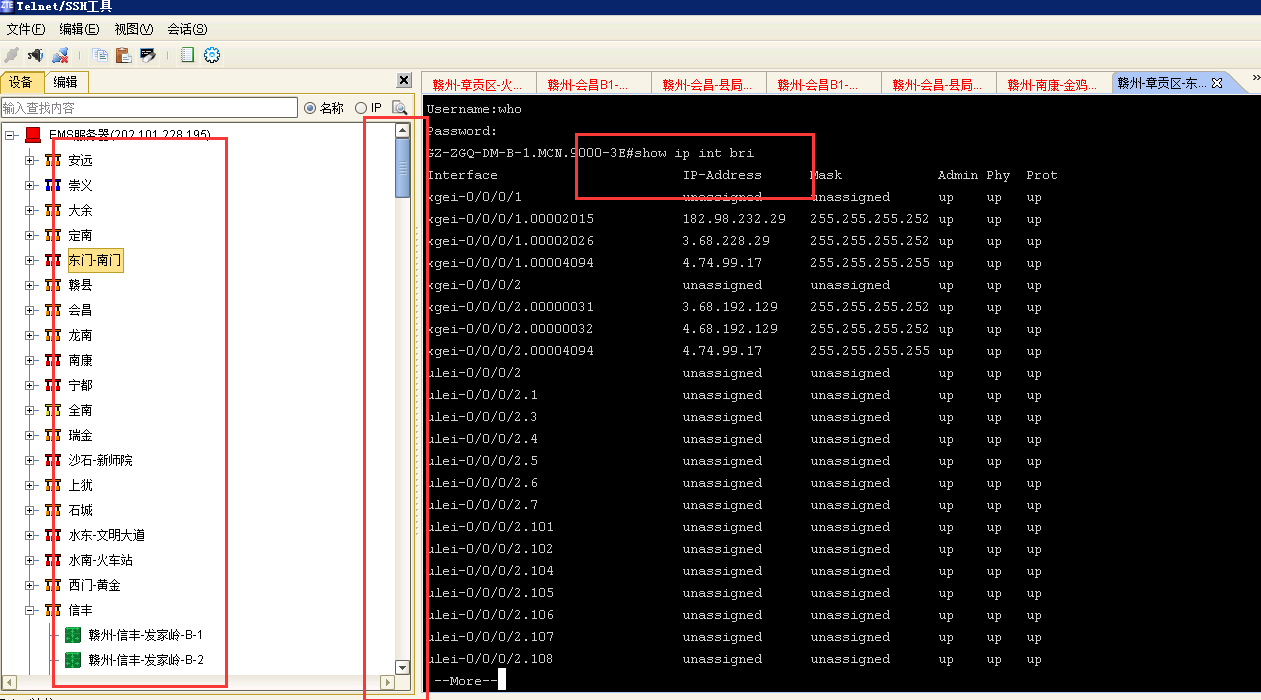 ZTE Telnet/SSH工具
文件(F) 编辑(E) 视图(V) 会话(S)
设备 编辑
输入查找内容 名称 IP
EMS服务器(202.101.228.195)
安远
崇义
大余
定南
东门-南门
赣县
会昌
龙南
南康
宁都
全南
瑞金
沙石-新师院
上犹
石城
水东-文明大道
水南-火车站
西门-黄金
信丰
赣州-信丰-发家岭-B-1
赣州-信丰-发家岭-B-2
赣州-章贡区-火... 赣州-会昌B1-... 赣州-会昌-县局... 赣州-会昌B1-... 赣州-会昌-县局... 赣州-南康-金鸡... 赣州-章贡区-东...
Username:who
Password:
GZ-ZGQ-DM-B-1.MCN.9000-3E#show ip int bri
Interface IP-Address Mask Admin Phy Prot
xgei-0/0/0/1 unassigned unassigned up up up
xgei-0/0/0/1.00002015 182.98.232.29 255.255.255.252 up up up
xgei-0/0/0/1.00002026 3.68.228.29 255.255.255.252 up up up
xgei-0/0/0/1.00004094 4.74.99.17 255.255.255.255 up up up
xgei-0/0/0/2 unassigned unassigned up up up
xgei-0/0/0/2.00000031 3.68.192.129 255.255.255.252 up up up
xgei-0/0/0/2.00000032 4.68.192.129 255.255.255.252 up up up
xgei-0/0/0/2.00004094 4.74.99.17 255.255.255.255 up up up
ulei-0/0/0/2 unassigned unassigned up up up
ulei-0/0/0/2.1 unassigned unassigned up up up
ulei-0/0/0/2.3 unassigned unassigned up up up
ulei-0/0/0/2.4 unassigned unassigned up up up
ulei-0/0/0/2.5 unassigned unassigned up up up
ulei-0/0/0/2.6 unassigned unassigned up up up
ulei-0/0/0/2.7 unassigned unassigned up up up
ulei-0/0/0/2.101 unassigned unassigned up up up
ulei-0/0/0/2.102 unassigned unassigned up up up
ulei-0/0/0/2.104 unassigned unassigned up up up
ulei-0/0/0/2.105 unassigned unassigned up up up
ulei-0/0/0/2.106 unassigned unassigned up up up
ulei-0/0/0/2.107 unassigned unassigned up up up
ulei-0/0/0/2.108 unassigned unassigned up up up
--More--